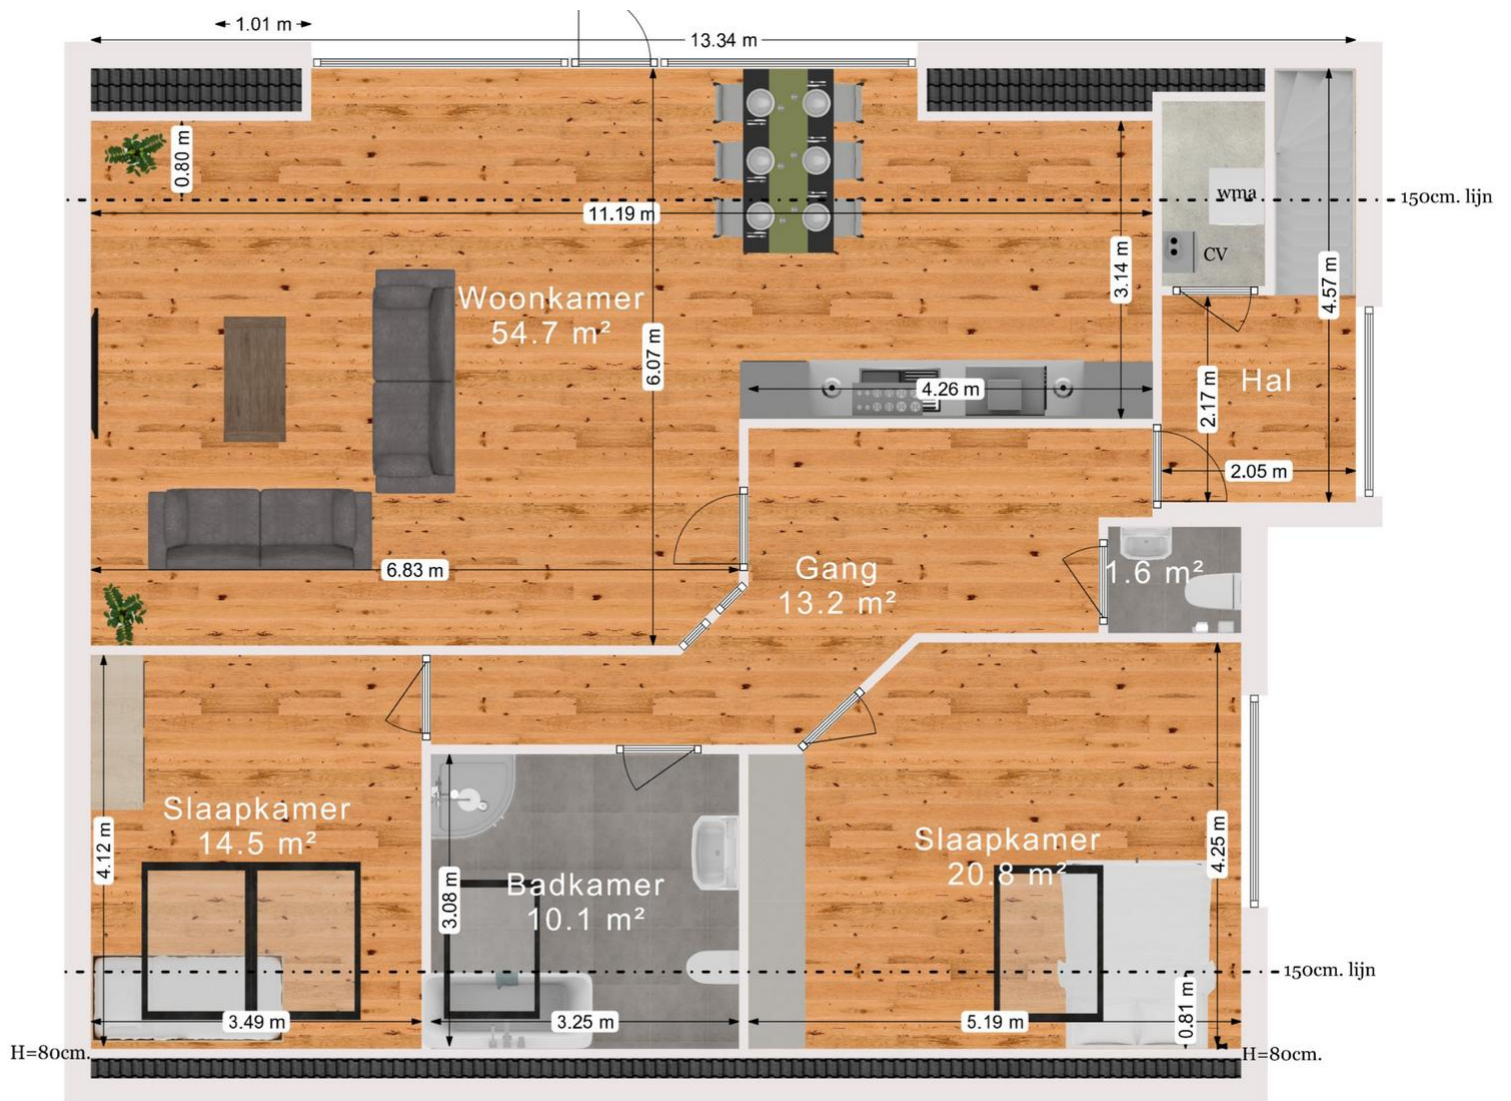 1.01 m
13.34 m
0.80 m
wma
150cm. lijn
11.19 m
CV
3.14 m
4.57 m
Woonkamer
54.7 m²
6.07 m
4.26 m
Hal
2.17 m
2.05 m
6.83 m
Gang
13.2 m²
1.6 m²
Slaapkamer
14.5 m²
4.12 m
Badkamer
10.1 m²
3.08 m
Slaapkamer
20.8 m²
4.25 m
150cm. lijn
3.49 m
3.25 m
5.19 m
0.81 m
H=80cm.
H=80cm.